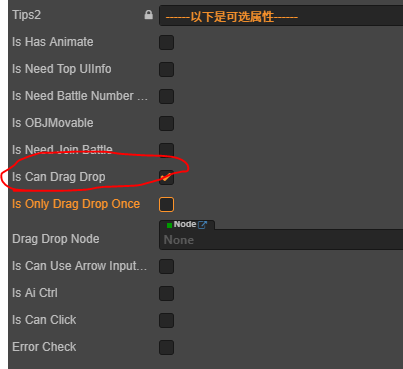 Tips2
------以下是可选属性------
Is Has Animate
Is Need Top UIInfo
Is Need Battle Number ...
Is OBJMovable
Is Need Join Battle
Is Can Drag Drop
Is Only Drag Drop Once
Node
Drag Drop Node
None
Is Can Use Arrow Input...
Is Ai Ctrl
Is Can Click
Error Check